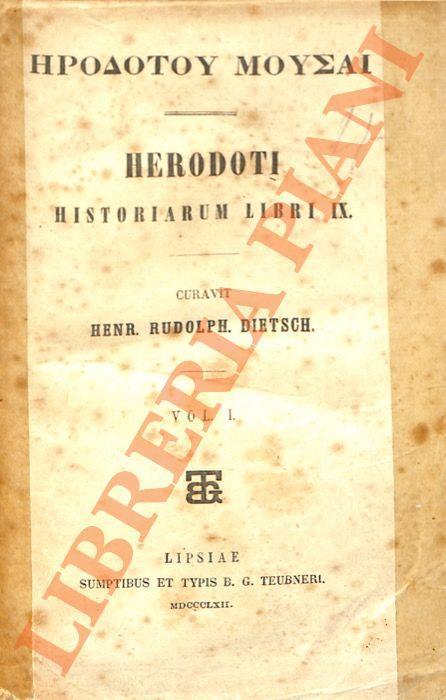 ΗΡΟΔΟΤΟΥ ΜΟΥΣΑΙ
HERODOTI
HISTORIARUM LIBRI IX.
CURAVIT
HENR. RUDOLPH. DIETSCH.
VOL. I.
BTG
LIPSIAE
SUMPTIBUS ET TYPIS B. G. TEUBNERI.
MDCCCLXII.
LIBRERIA PIANI